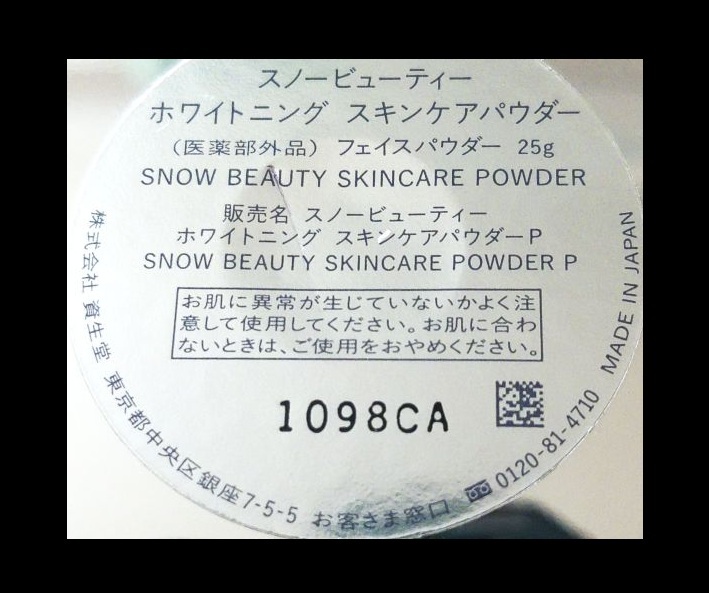 スノービューティー
ホワイトニング スキンケアパウダー
(医薬部外品) フェイスパウダー 25g
SNOW BEAUTY SKINCARE POWDER
販売名 スノービューティー
ホワイトニング スキンケアパウダーP
SNOW BEAUTY SKINCARE POWDER P
お肌に異常が生じていないかよく注
意して使用してください。お肌に合わ
ないときは、ご使用をおやめください。
1098CA
株式会社 資生堂 東京都中央区銀座7-5-5 お客さま窓口 0120-81-4710
MADE IN JAPAN